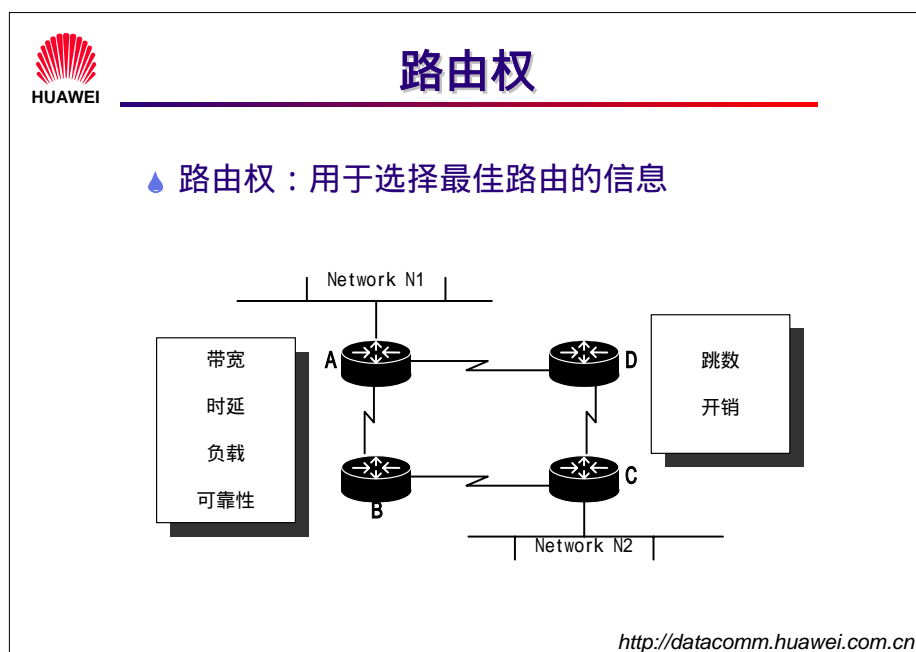 HUAWEI
路由权
路由权：用于选择最佳路由的信息
Network N1
带宽
时延
负载
可靠性
A
D
跳数
开销
B
C
Network N2
http://datacomm.huawei.com.cn